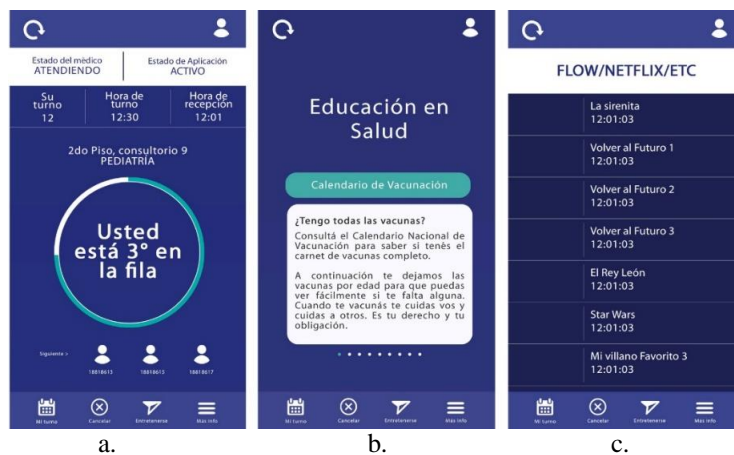 Estado del médico
ATENDIENDO
Estado de Aplicación
ACTIVO
Su
turno
12
Hora de
turno
12:30
Hora de
recepción
12:01
2do Piso, consultorio 9
PEDIATRÍA
Usted
está 3° en
la fila
Siguiente >
18818613
18818615
18818617
Mi turno
Cancelar
Entretenerse
Más info
a.
Educación en
Salud
Calendario de Vacunación
¿Tengo todas las vacunas?
Consultá el Calendario Nacional de
Vacunación para saber si tenés el
carnet de vacunas completo.
A continuación te dejamos las
vacunas por edad para que puedas
ver fácilmente si te falta alguna.
Cuando te vacunás te cuidas vos y
cuidas a otros. Es tu derecho y tu
obligación.
Mi turno
Cancelar
Entretenerse
Más info
b.
FLOW/NETFLIX/ETC
La sirenita
12:01:03
Volver al Futuro 1
12:01:03
Volver al Futuro 2
12:01:03
Volver al Futuro 3
12:01:03
El Rey León
12:01:03
Star Wars
12:01:03
Mi villano Favorito 3
12:01:03
Mi turno
Cancelar
Entretenerse
Más info
c.